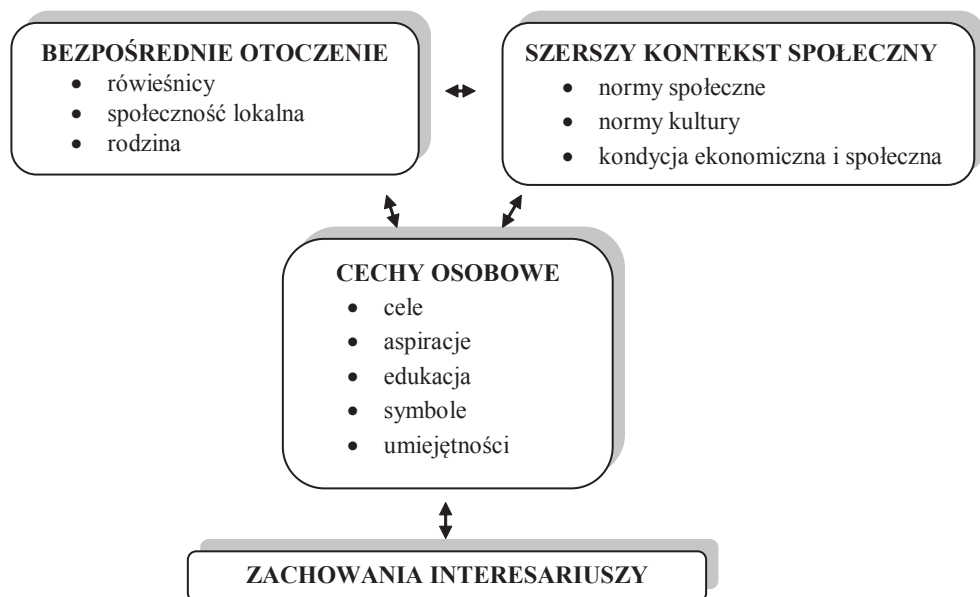 BEZPOŚREDNIE OTOCZENIE
• rówieśnicy
• społeczność lokalna
• rodzina
SZERSZY KONTEKST SPOŁECZNY
• normy społeczne
• normy kultury
• kondycja ekonomiczna i społeczna
CECHY OSOBOWE
• cele
• aspiracje
• edukacja
• symbole
• umiejętności
ZACHOWANIA INTERESARIUSZY